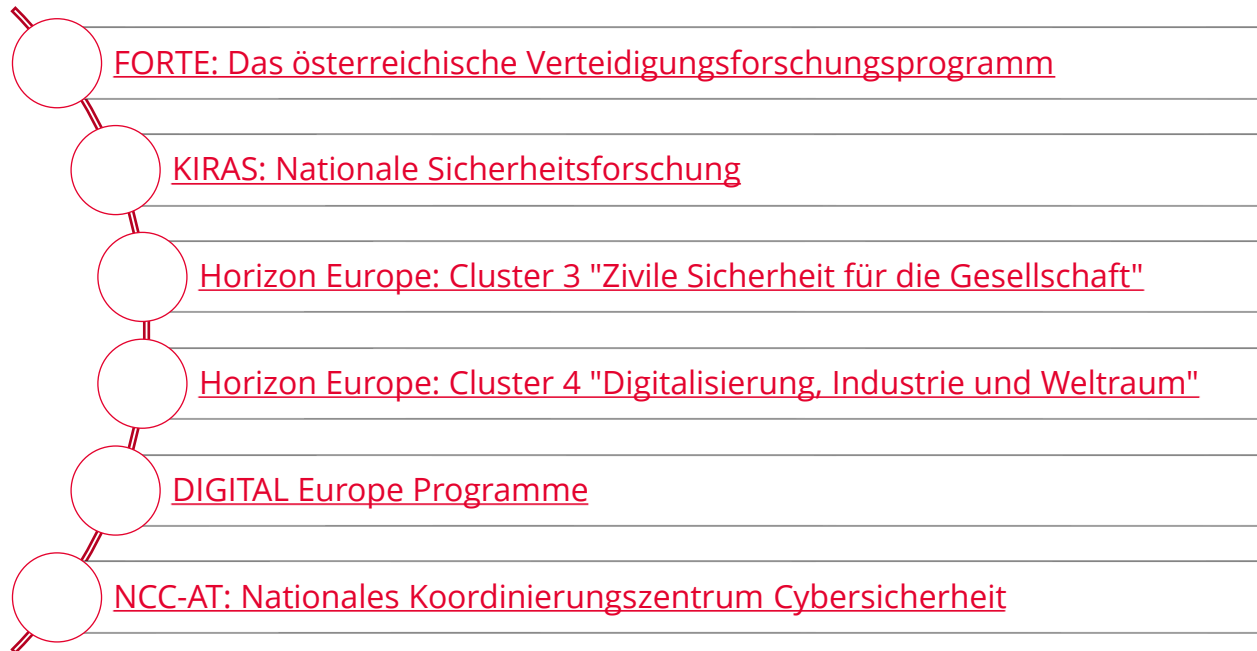 FORTE: Das österreichische Verteidigungsforschungsprogramm
KIRAS: Nationale Sicherheitsforschung
Horizon Europe: Cluster 3 "Zivile Sicherheit für die Gesellschaft"
Horizon Europe: Cluster 4 "Digitalisierung, Industrie und Weltraum"
DIGITAL Europe Programme
NCC-AT: Nationales Koordinierungszentrum Cybersicherheit